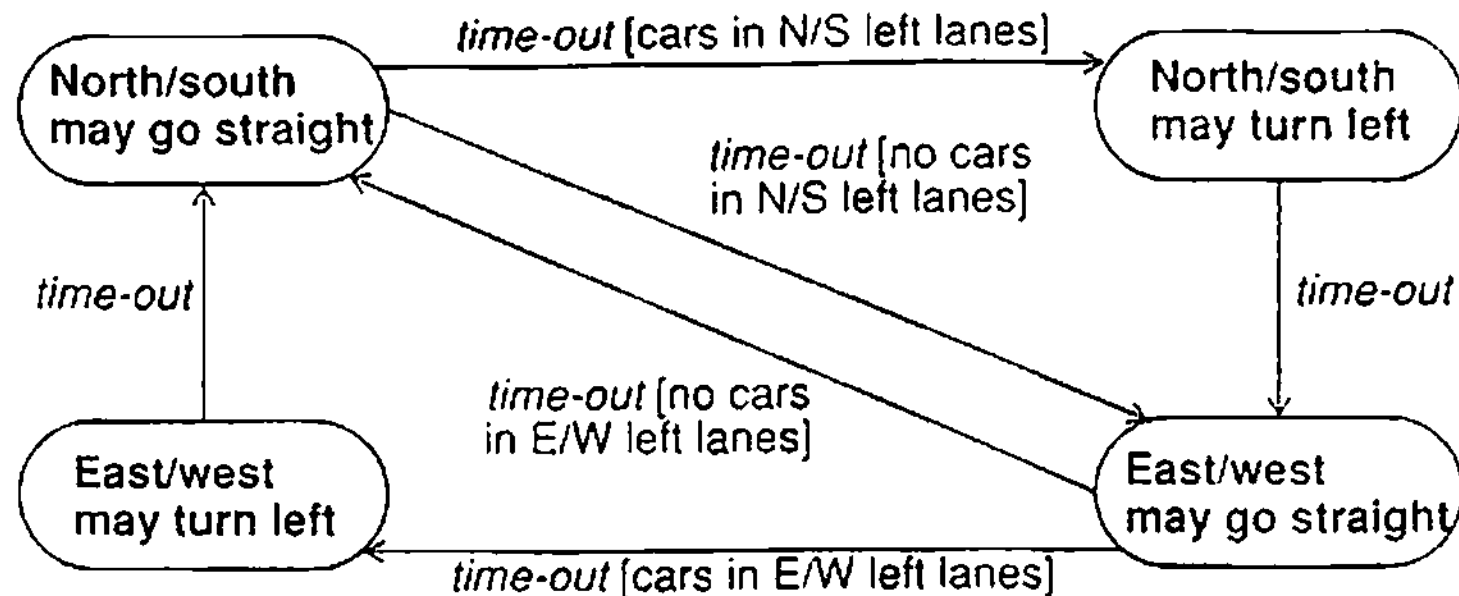 time-out [cars in N/S left lanes]
North/south
may go straight
North/south
may turn left
time-out [no cars
in N/S left lanes]
time-out
time-out
time-out [no cars
in E/W left lanes]
East/west
may turn left
East/west
may go straight
time-out [cars in E/W left lanes]